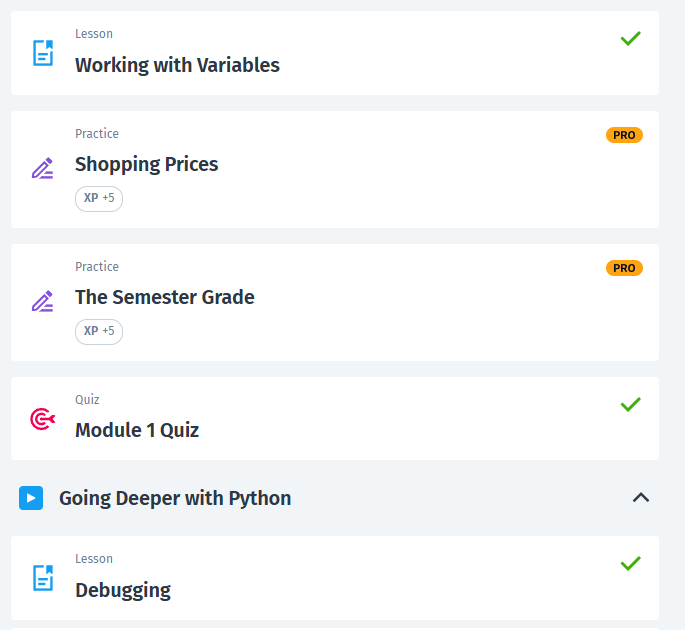 Lesson
Working with Variables
Practice
PRO
Shopping Prices
XP +5
Practice
PRO
The Semester Grade
XP +5
Quiz
Module 1 Quiz
Going Deeper with Python
Lesson
Debugging